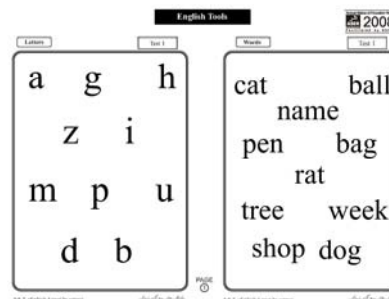 English Tools
2008
Letters
Test 1
a g h
z i
m p u
d b
Words
Test 1
cat ball
name
pen bag
rat
tree week
shop dog
PAGE
1